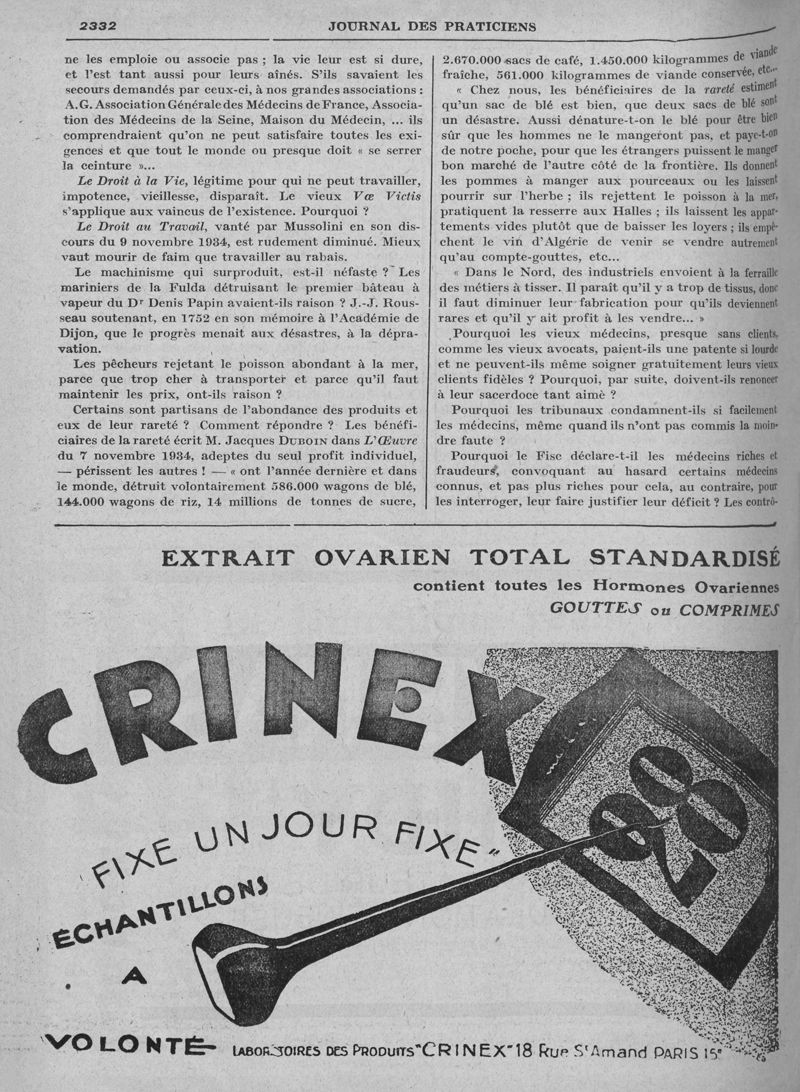 2332
JOURNAL DES PRATICIENS
ne les emploie ou associe pas ; la vie leur est si dure,
et l'est tant aussi pour leurs aînés. S'ils savaient les
secours demandés par ceux-ci, à nos grandes associations :
A.G. Association Générale des Médecins de France, Associa-
tion des Médecins de la Seine, Maison du Médecin, ... ils
comprendraient qu'on ne peut satisfaire toutes les exi-
gences et que tout le monde ou presque doit « se serrer
la ceinture »...
Le Droit à la Vie, légitime pour qui ne peut travailler,
impotence, vieillesse, disparaît. Le vieux Væ Victis
s'applique aux vaincus de l'existence. Pourquoi ?
Le Droit au Travail, vanté par Mussolini en son dis-
cours du 9 novembre 1934, est rudement diminué. Mieux
vaut mourir de faim que travailler au rabais.
Le machinisme qui surproduit, est-il néfaste ? Les
mariniers de la Fulda détruisant le premier bâteau à
vapeur du Dr Denis Papin avaient-ils raison ? J.-J. Rous-
seau soutenant, en 1752 en son mémoire à l'Académie de
Dijon, que le progrès menait aux désastres, à la dépra-
vation.
Les pêcheurs rejetant le poisson abondant à la mer,
parce que trop cher à transporter et parce qu'il faut
maintenir les prix, ont-ils raison ?
Certains sont partisans de l'abondance des produits et
eux de leur rareté ? Comment répondre ? Les bénéfi-
ciaires de la rareté écrit M. Jacques DUBOIN dans L'Œuvre
du 7 novembre 1934, adeptes du seul profit individuel,
— périssent les autres ! — « ont l'année dernière et dans
le monde, détruit volontairement 586.000 wagons de blé,
144.000 wagons de riz, 14 millions de tonnes de sucre,
2.670.000 sacs de café, 1.450.000 kilogrammes de viande
fraîche, 561.000 kilogrammes de viande conservée, etc...
« Chez nous, les bénéficiaires de la rareté estiment
qu'un sac de blé est bien, que deux sacs de blé sont
un désastre. Aussi dénature-t-on le blé pour être bien
sûr que les hommes ne le mangeront pas, et paye-t-on
de notre poche, pour que les étrangers puissent le manger
bon marché de l'autre côté de la frontière. Ils donnent
les pommes à manger aux pourceaux ou les laissent
pourrir sur l'herbe ; ils rejettent le poisson à la mer,
pratiquent la resserre aux Halles ; ils laissent les appar-
tements vides plutôt que de baisser les loyers ; ils empê-
chent le vin d'Algérie de venir se vendre autrement
qu'au compte-gouttes, etc...
« Dans le Nord, des industriels envoient à la ferraille
des métiers à tisser. Il paraît qu'il y a trop de tissus, donc
il faut diminuer leur fabrication pour qu'ils deviennent
rares et qu'il y ait profit à les vendre... »
Pourquoi les vieux médecins, presque sans clients,
comme les vieux avocats, paient-ils une patente si lourde
et ne peuvent-ils même soigner gratuitement leurs vieux
clients fidèles ? Pourquoi, par suite, doivent-ils renoncer
à leur sacerdoce tant aimé ?
Pourquoi les tribunaux condamnent-ils si facilement
les médecins, même quand ils n'ont pas commis la moin-
dre faute ?
Pourquoi le Fisc déclare-t-il les médecins riches et
fraudeurs, convoquant au hasard certains médecins
connus, et pas plus riches pour cela, au contraire, pour
les interroger, leur faire justifier leur déficit ? Les contrô-
EXTRAIT OVARIEN TOTAL STANDARDISÉ
contient toutes les Hormones Ovariennes
GOUTTES ou COMPRIMES
CRINEX
28
"FIXE UN JOUR FIXE"
ÉCHANTILLONS
A
VOLONTÉ
LABORATOIRES DES PRODUITS "CRINEX" 18 Rue St Amand PARIS 15e